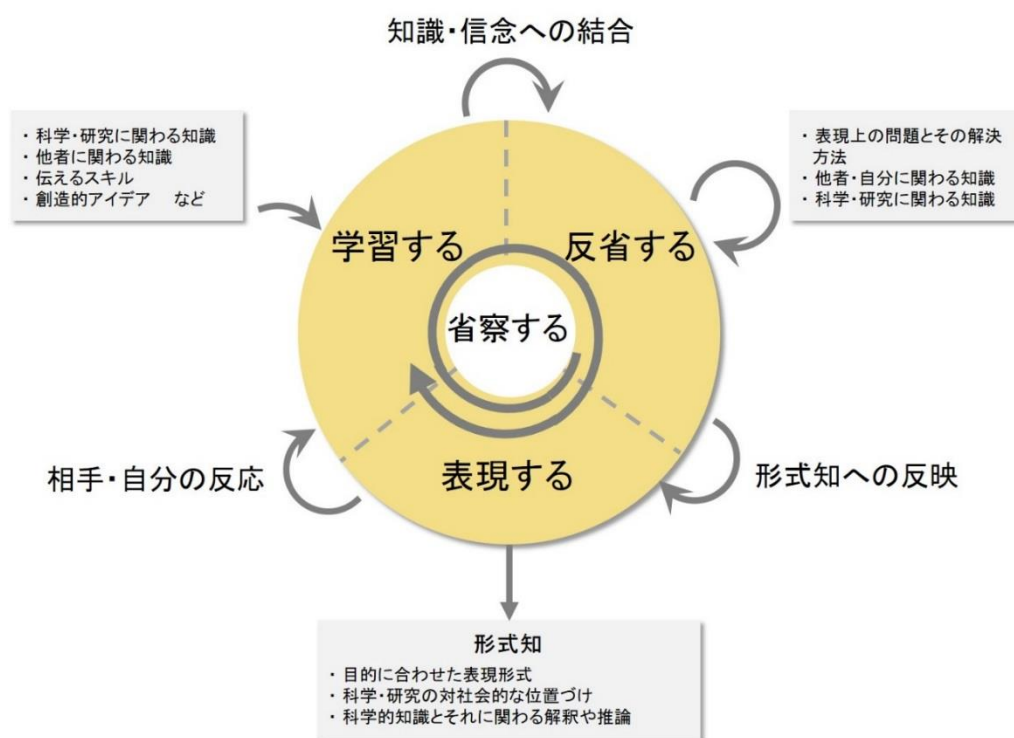 知識・信念への結合
・ 科学・研究に関わる知識
・ 他者に関わる知識
・ 伝えるスキル
・ 創造的アイデア　など
・ 表現上の問題とその解決
方法
・ 他者・自分に関わる知識
・ 科学・研究に関わる知識
学習する
反省する
省察する
表現する
相手・自分の反応
形式知への反映
形式知
・ 目的に合わせた表現形式
・ 科学・研究の対社会的な位置づけ
・ 科学的知識とそれに関わる解釈や推論